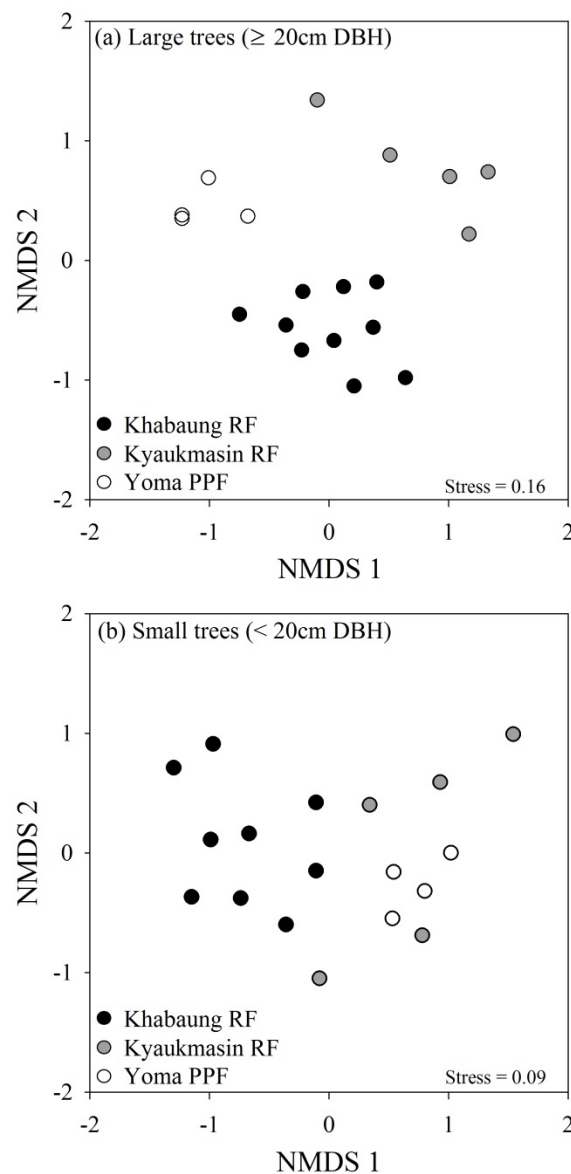 (a) Large trees (≥ 20cm DBH)
2
1
0
-1
-2
NMDS 2
Khabaung RF
Kyaukmasin RF
Yoma PPF
Stress = 0.16
-2 -1 0 1 2
NMDS 1
(b) Small trees (< 20cm DBH)
2
1
0
-1
-2
NMDS 2
Khabaung RF
Kyaukmasin RF
Yoma PPF
Stress = 0.09
-2 -1 0 1 2
NMDS 1